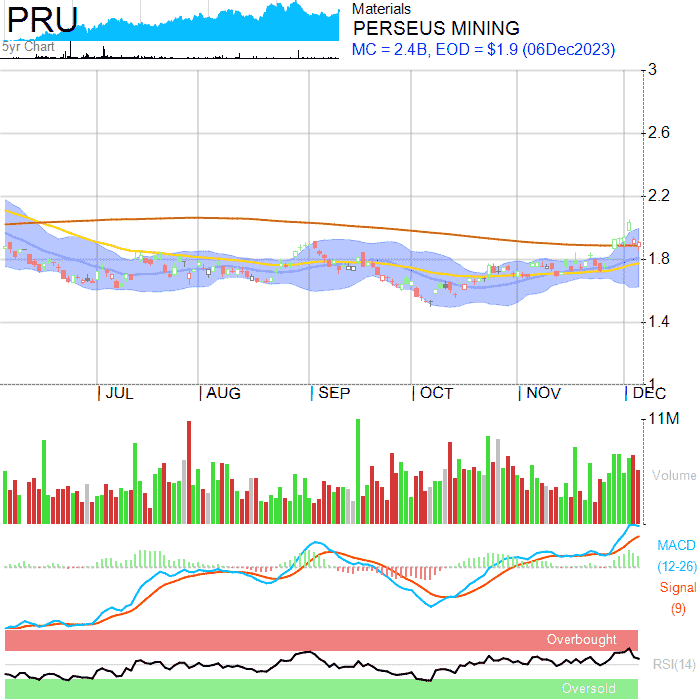 PRU
5yr Chart
Materials
PERSEUS MINING
MC = 2.4B, EOD = $1.9 (06Dec2023)
3
2.6
2.2
1.8
1.4
1
JUL AUG SEP OCT NOV DEC
11M
Volume
MACD
(12-26)
Signal
(9)
Overbought
RSI(14)
Oversold